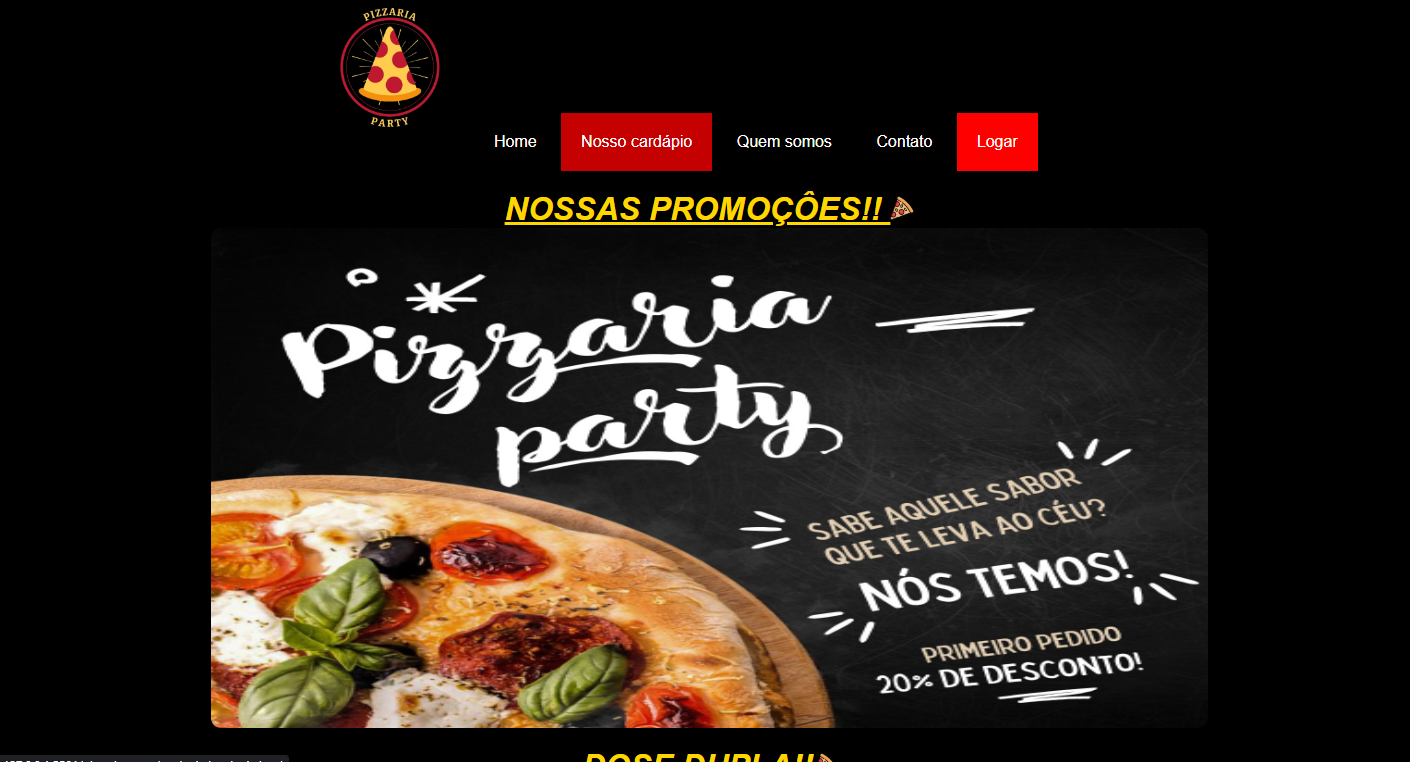 PIZZARIA
PARTY
Home Nosso cardápio Quem somos Contato Logar
NOSSAS PROMOÇÔES!!
Pizzaria
party
SABE AQUELE SABOR
QUE TE LEVA AO CÉU?
NÓS TEMOS!
PRIMEIRO PEDIDO
20% DE DESCONTO!
DOSE DUPLA!!